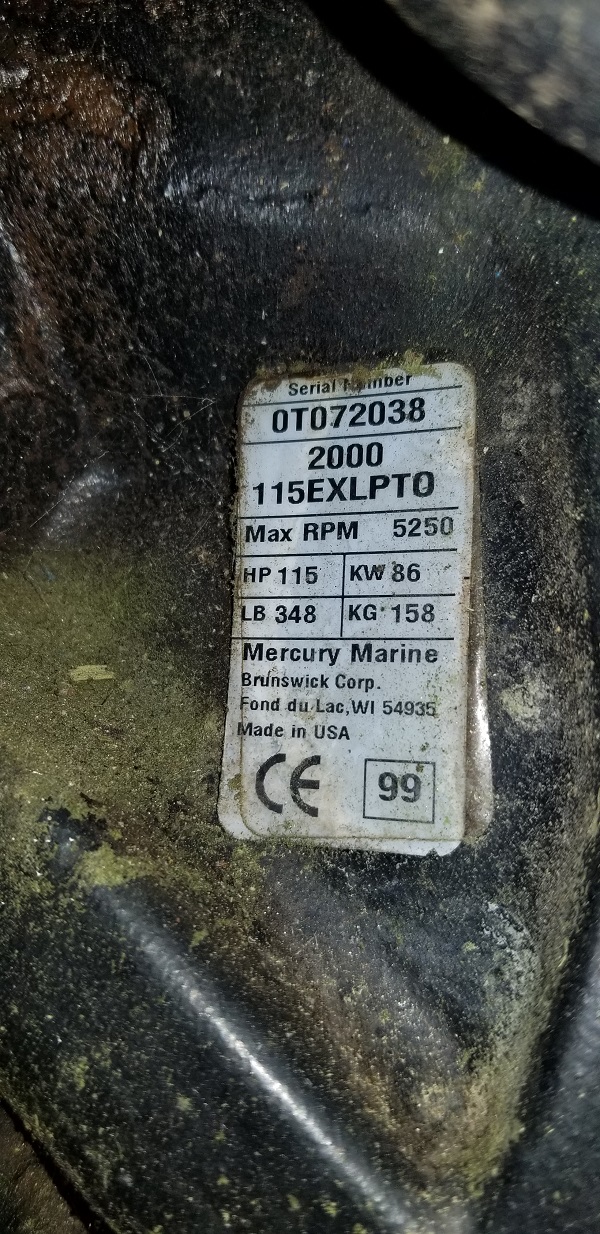 Serial Number
0T072038
2000
115EXLPTO
Max RPM 5250
HP 115 KW 86
LB 348 KG 158
Mercury Marine
Brunswick Corp.
Fond du Lac, WI 54935
Made in USA
CE 99